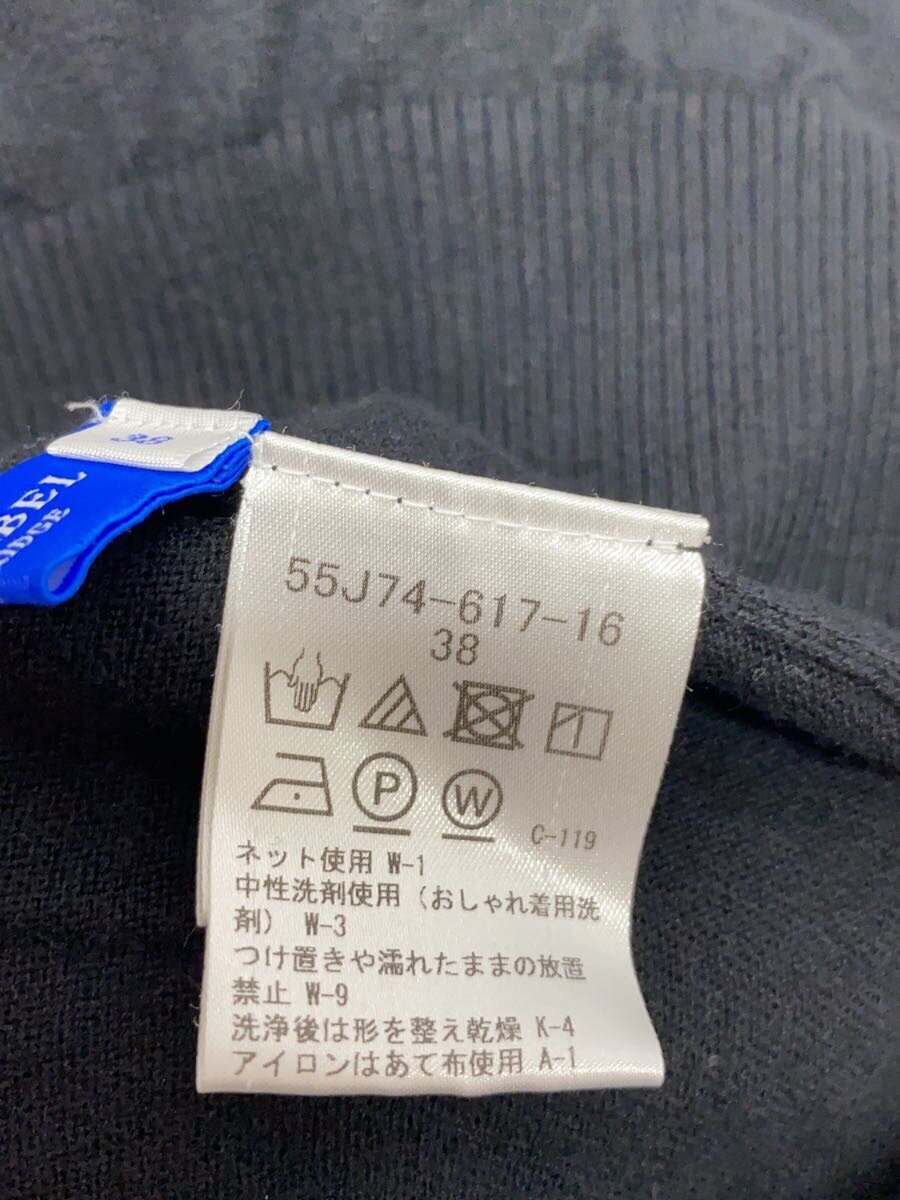 38
BEL
IDGE
55J74-617-16
38
P
W
C-119
ネット使用 W-1
中性洗剤使用 (おしゃれ着用洗
剤) W-3
つけ置きや濡れたままの放置
禁止 W-9
洗浄後は形を整え乾燥 K-4
アイロンはあて布使用 A-1